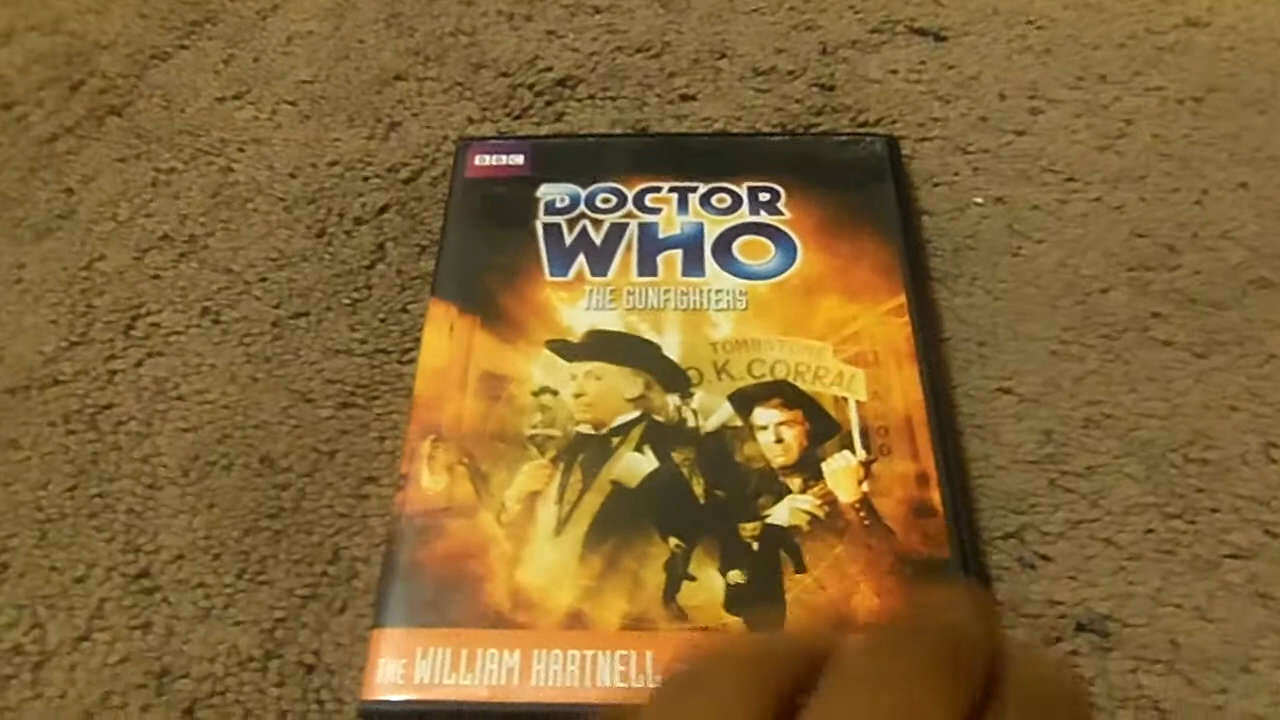 BBC
DOCTOR
WHO
THE GUNFIGHTERS
TOMBSTONE
O.K. CORRAL
THE WILLIAM HARTNELL